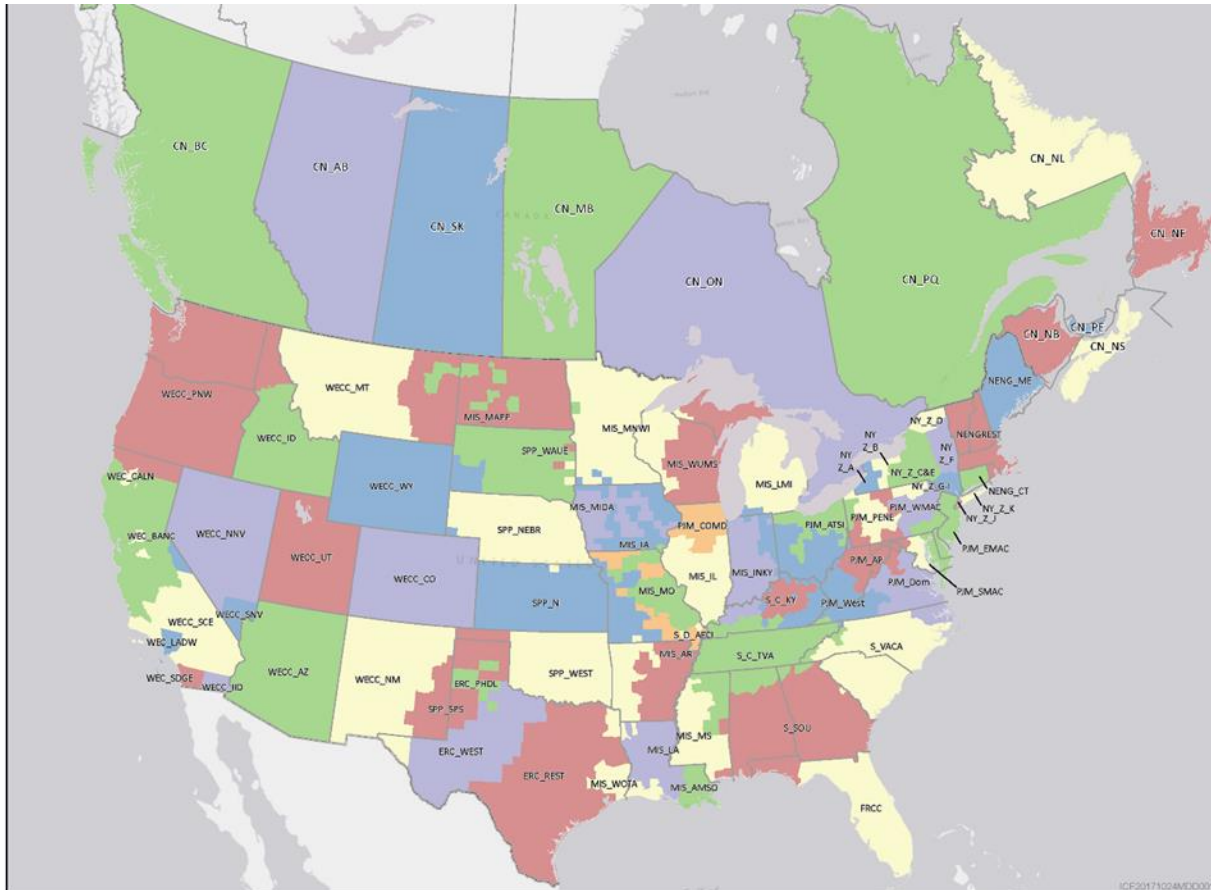 CN_BC
CN_AB
CN_SK
CN_MB
CN_ON
CN_PQ
CN_NL
CN_NF
CN_NB
CN_PE
CN_NS
CANADA
WECC_PNW
WECC_MT
WECC_ID
WECC_WY
WEC_CALN
WEC_BANC
WECC_NNV
WECC_UT
WECC_CO
WECC_SNV
WECC_SCE
WEC_LADW
WEC_SDGE
WECC_IID
WECC_AZ
WECC_NM
MIS_MAPP
SPP_WAUE
SPP_NEBR
SPP_N
SPP_WEST
SPP_SPS
ERC_PHDL
ERC_WEST
ERC_REST
MIS_MNWI
MIS_WUMS
MIS_LMI
MIS_MIDA
MIS_IA
PJM_COMD
MIS_IL
MIS_INKY
MIS_MO
S_D_AECI
MIS_AR
MIS_MS
MIS_LA
MIS_WOTA
MIS_AMSO
S_C_KY
S_C_TVA
S_SOU
S_VACA
FRCC
PJM_ATSI
PJM_PENE
PJM_AP
PJM_West
PJM_Dom
PJM_WMAC
PJM_EMAC
PJM_SMAC
NY
Z_A
NY
Z_B
NY_Z_C&E
NY_Z_D
NY
Z_F
NY_Z_G-I
NY_Z_J
NY_Z_K
NENG_CT
NENGREST
NENG_ME